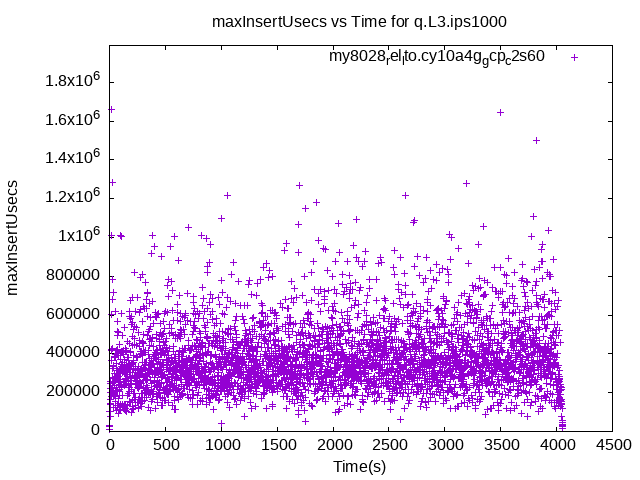 maxInsertUsecs vs Time for q.L3.ips1000
my8028_rel_lto.cy10a4g_gcp_c2s60
1.8x10^6
1.6x10^6
1.4x10^6
1.2x10^6
1x10^6
800000
600000
400000
200000
0
maxInsertUsecs
0 500 1000 1500 2000 2500 3000 3500 4000 4500
Time(s)